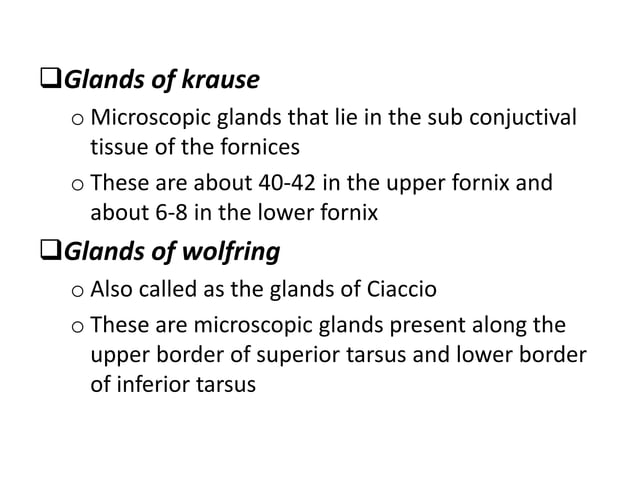 ❑Glands of krause
o Microscopic glands that lie in the sub conjuctival
tissue of the fornices
o These are about 40-42 in the upper fornix and
about 6-8 in the lower fornix
❑Glands of wolfring
o Also called as the glands of Ciaccio
o These are microscopic glands present along the
upper border of superior tarsus and lower border
of inferior tarsus